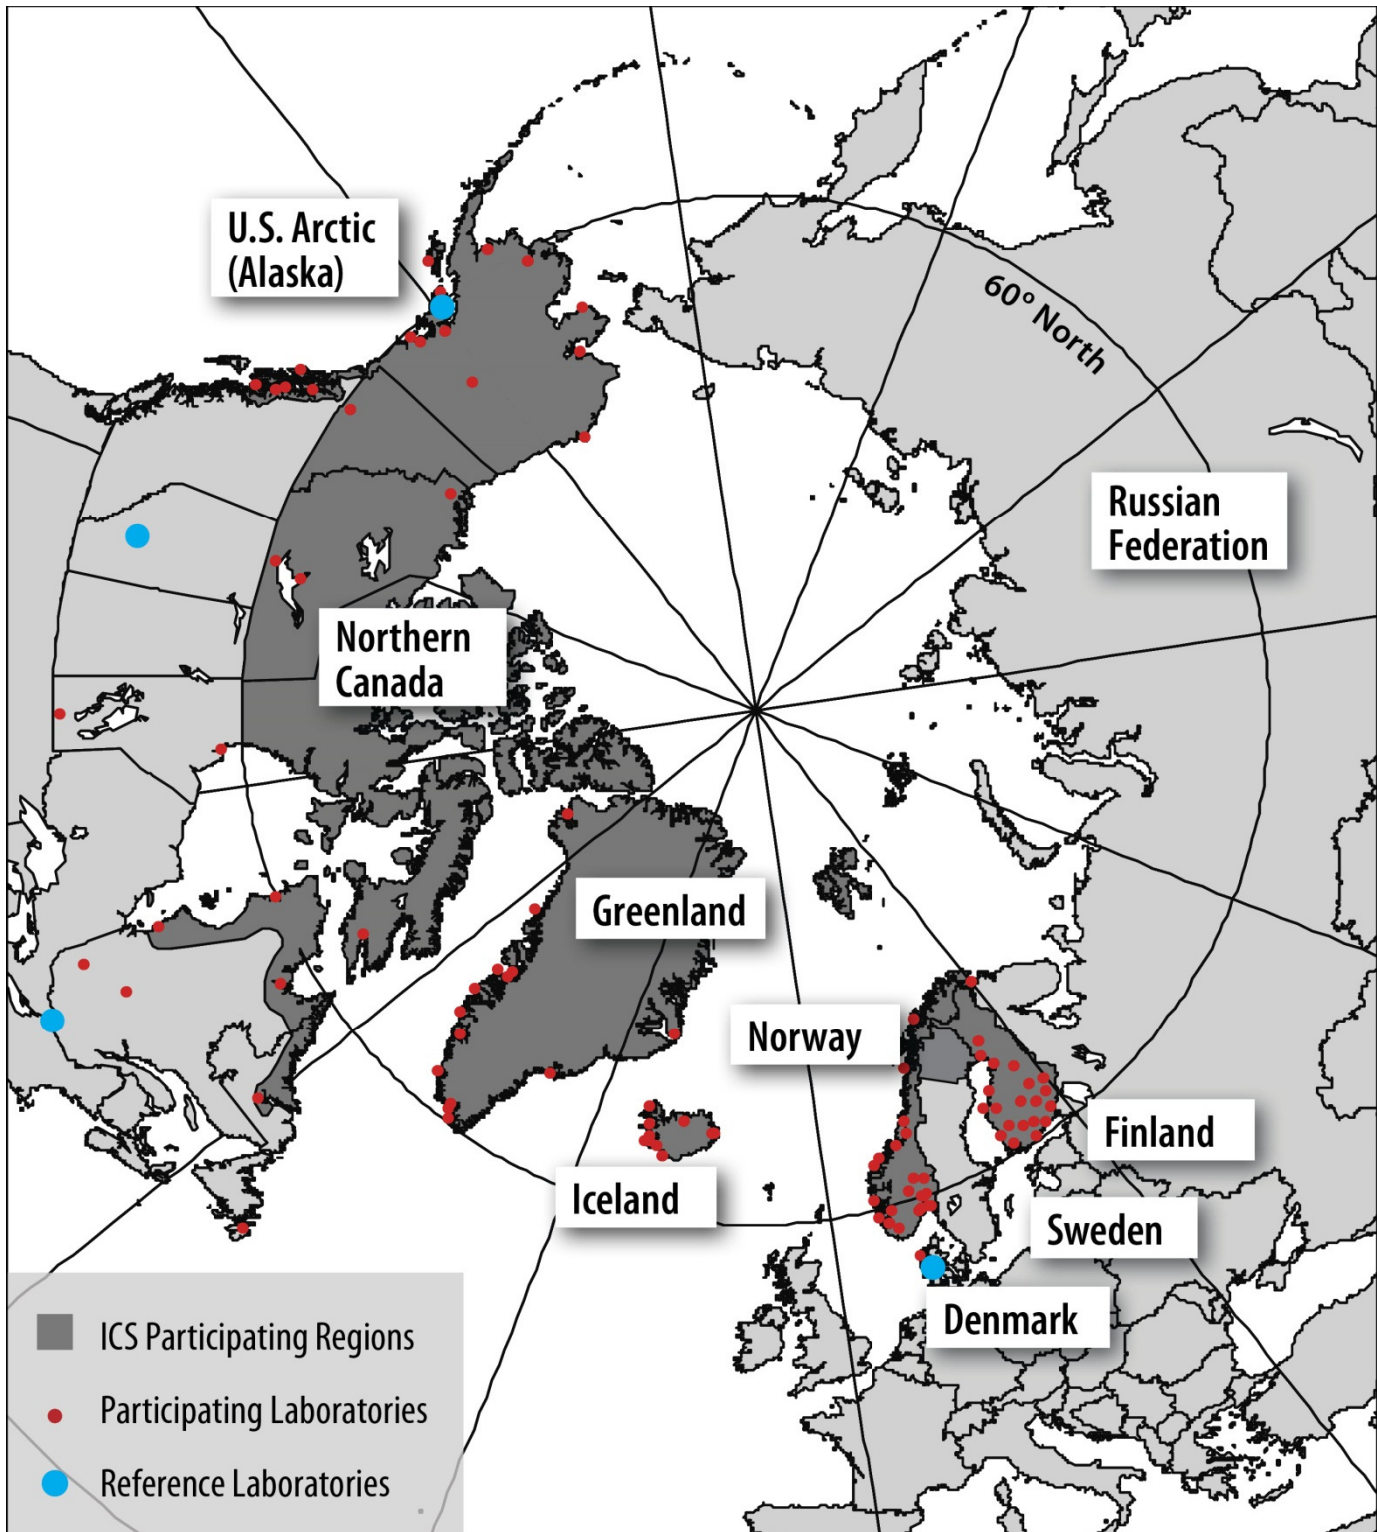 U.S. Arctic
(Alaska)
60° North
Russian
Federation
Northern
Canada
Greenland
Norway
Finland
Iceland
Sweden
Denmark
ICS Participating Regions
Participating Laboratories
Reference Laboratories